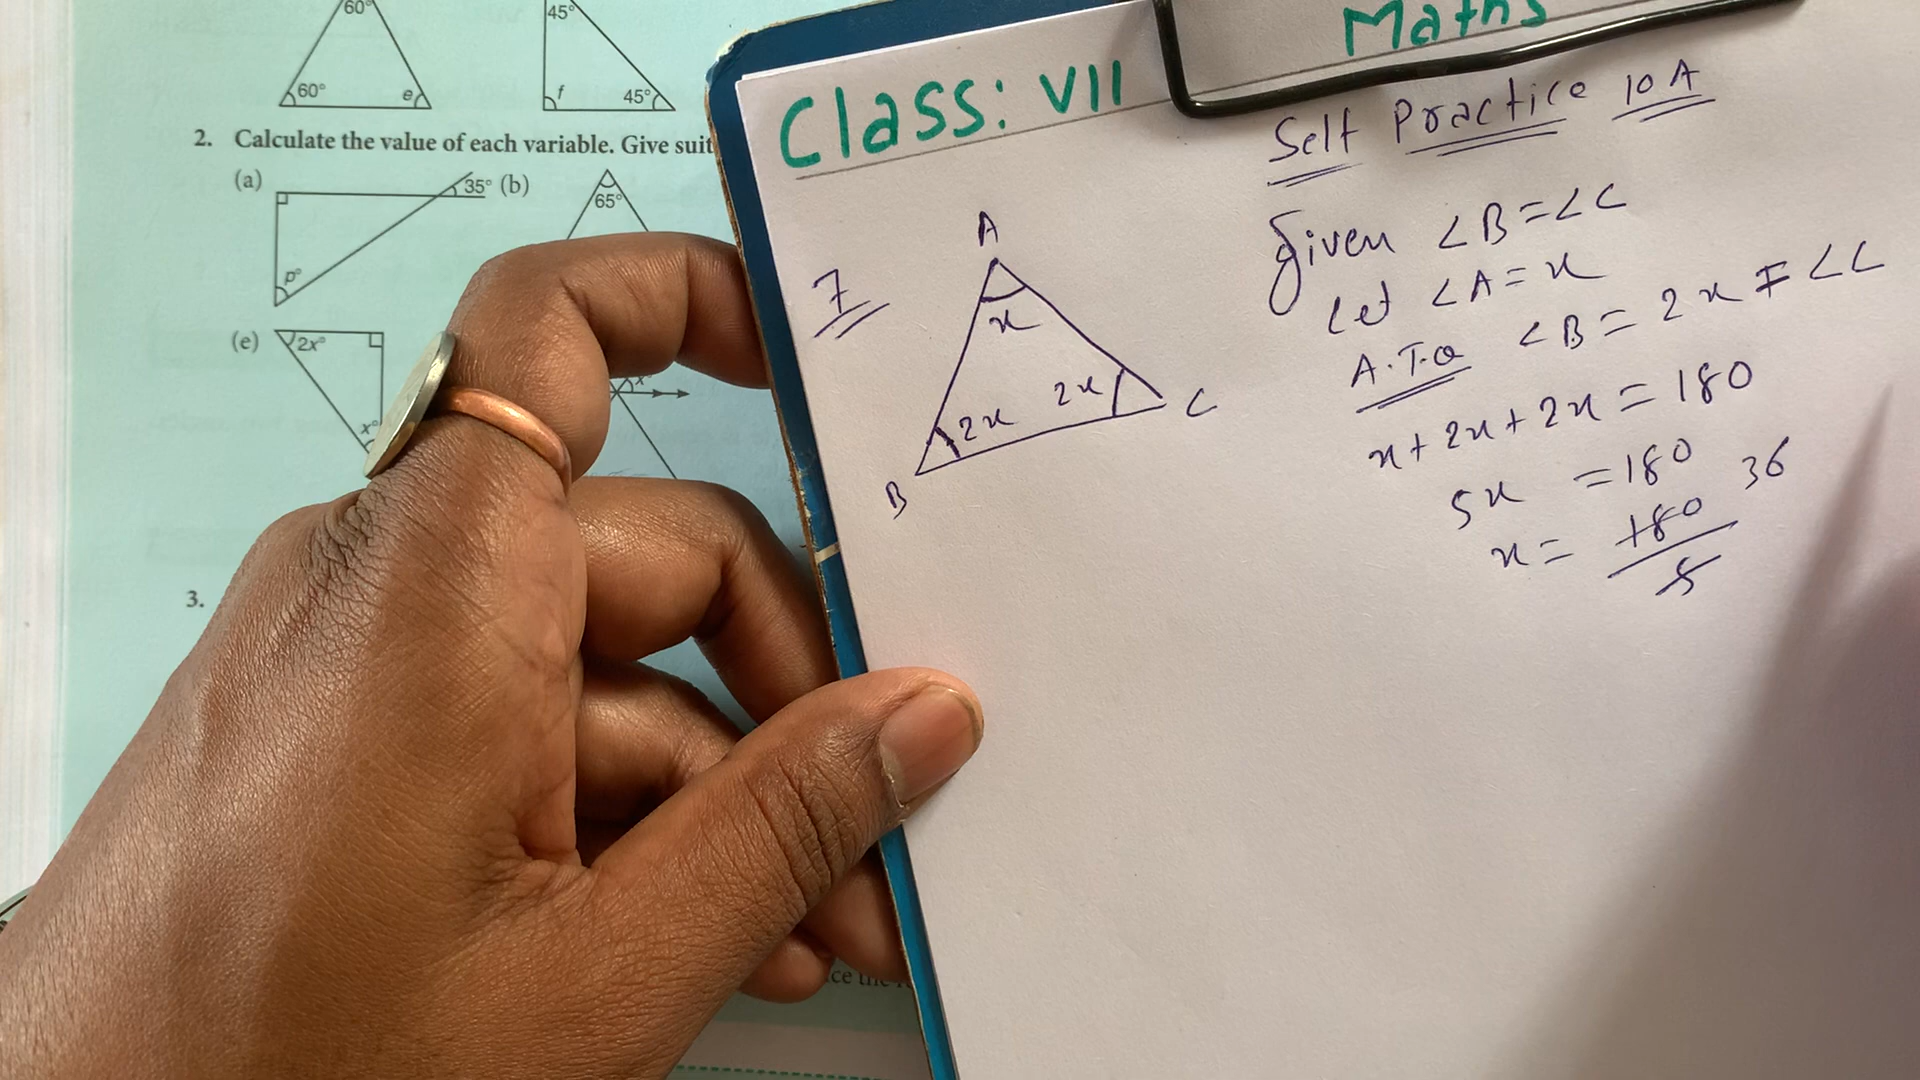 60°
45°
60°
e
f
45°
2. Calculate the value of each variable. Give suit
(a)
35°
(b)
65°
p°
(e)
2x°
x°
x°
3.
Maths
Class: VII
Self Practice 10 A
7
A
x
2x
2x
B
C
Given ∠B = ∠C
Let ∠A = x
A.T.Q ∠B = 2x = ∠C
x + 2x + 2x = 180
5x = 180
x = 180/5 36